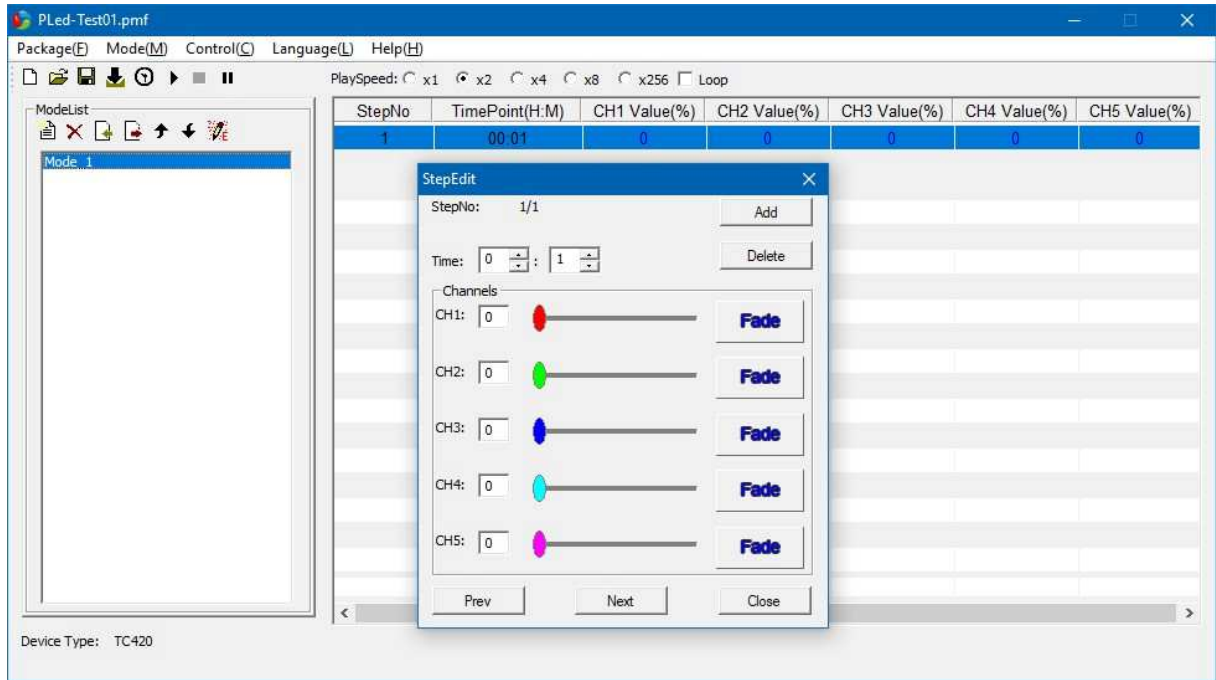 PLed-Test01.pmf
Package(F) Mode(M) Control(C) Language(L) Help(H)
PlaySpeed: x1 x2 x4 x8 x256 Loop
ModeList
Mode_1
StepNo TimePoint(H:M) CH1 Value(%) CH2 Value(%) CH3 Value(%) CH4 Value(%) CH5 Value(%)
1 00:01 0 0 0 0 0
StepEdit
StepNo: 1/1 Add
Time: 0 : 1 Delete
Channels
CH1: 0 Fade
CH2: 0 Fade
CH3: 0 Fade
CH4: 0 Fade
CH5: 0 Fade
Prev Next Close
Device Type: TC420